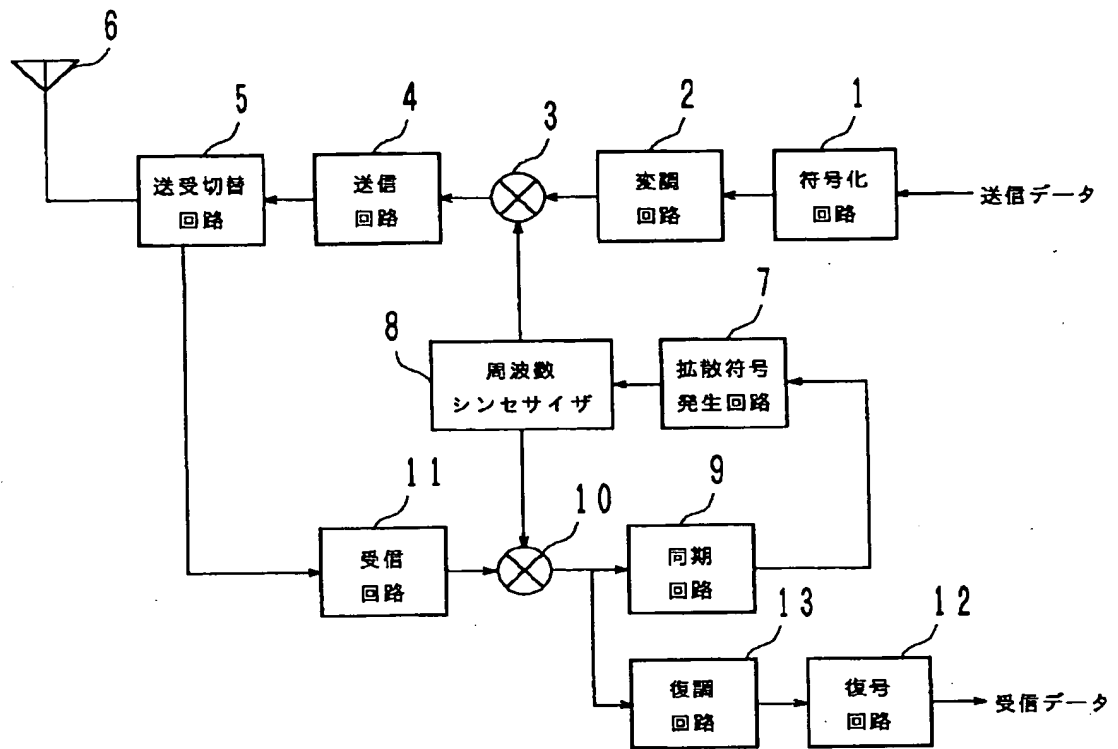 6
5
4
3
2
1
送受切替
回路
送信
回路
変調
回路
符号化
回路
送信データ
7
8
周波数
シンセサイザ
拡散符号
発生回路
11
10
9
受信
回路
同期
回路
13
12
復調
回路
復号
回路
受信データ